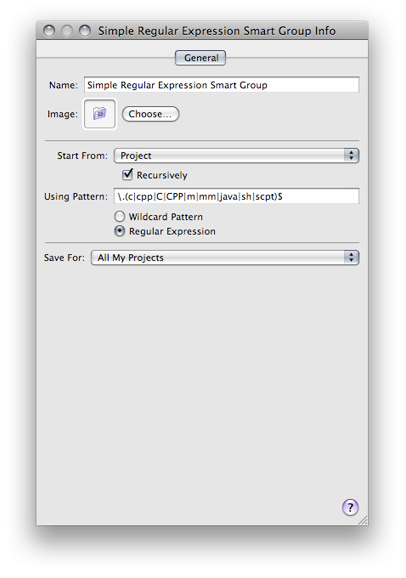 Simple Regular Expression Smart Group Info
General
Name: Simple Regular Expression Smart Group
Image: Choose...
Start From: Project
Recursively
Using Pattern: \.(c|cpp|C|CPP|m|mm|java|sh|scpt)$
Wildcard Pattern
Regular Expression
Save For: All My Projects
?